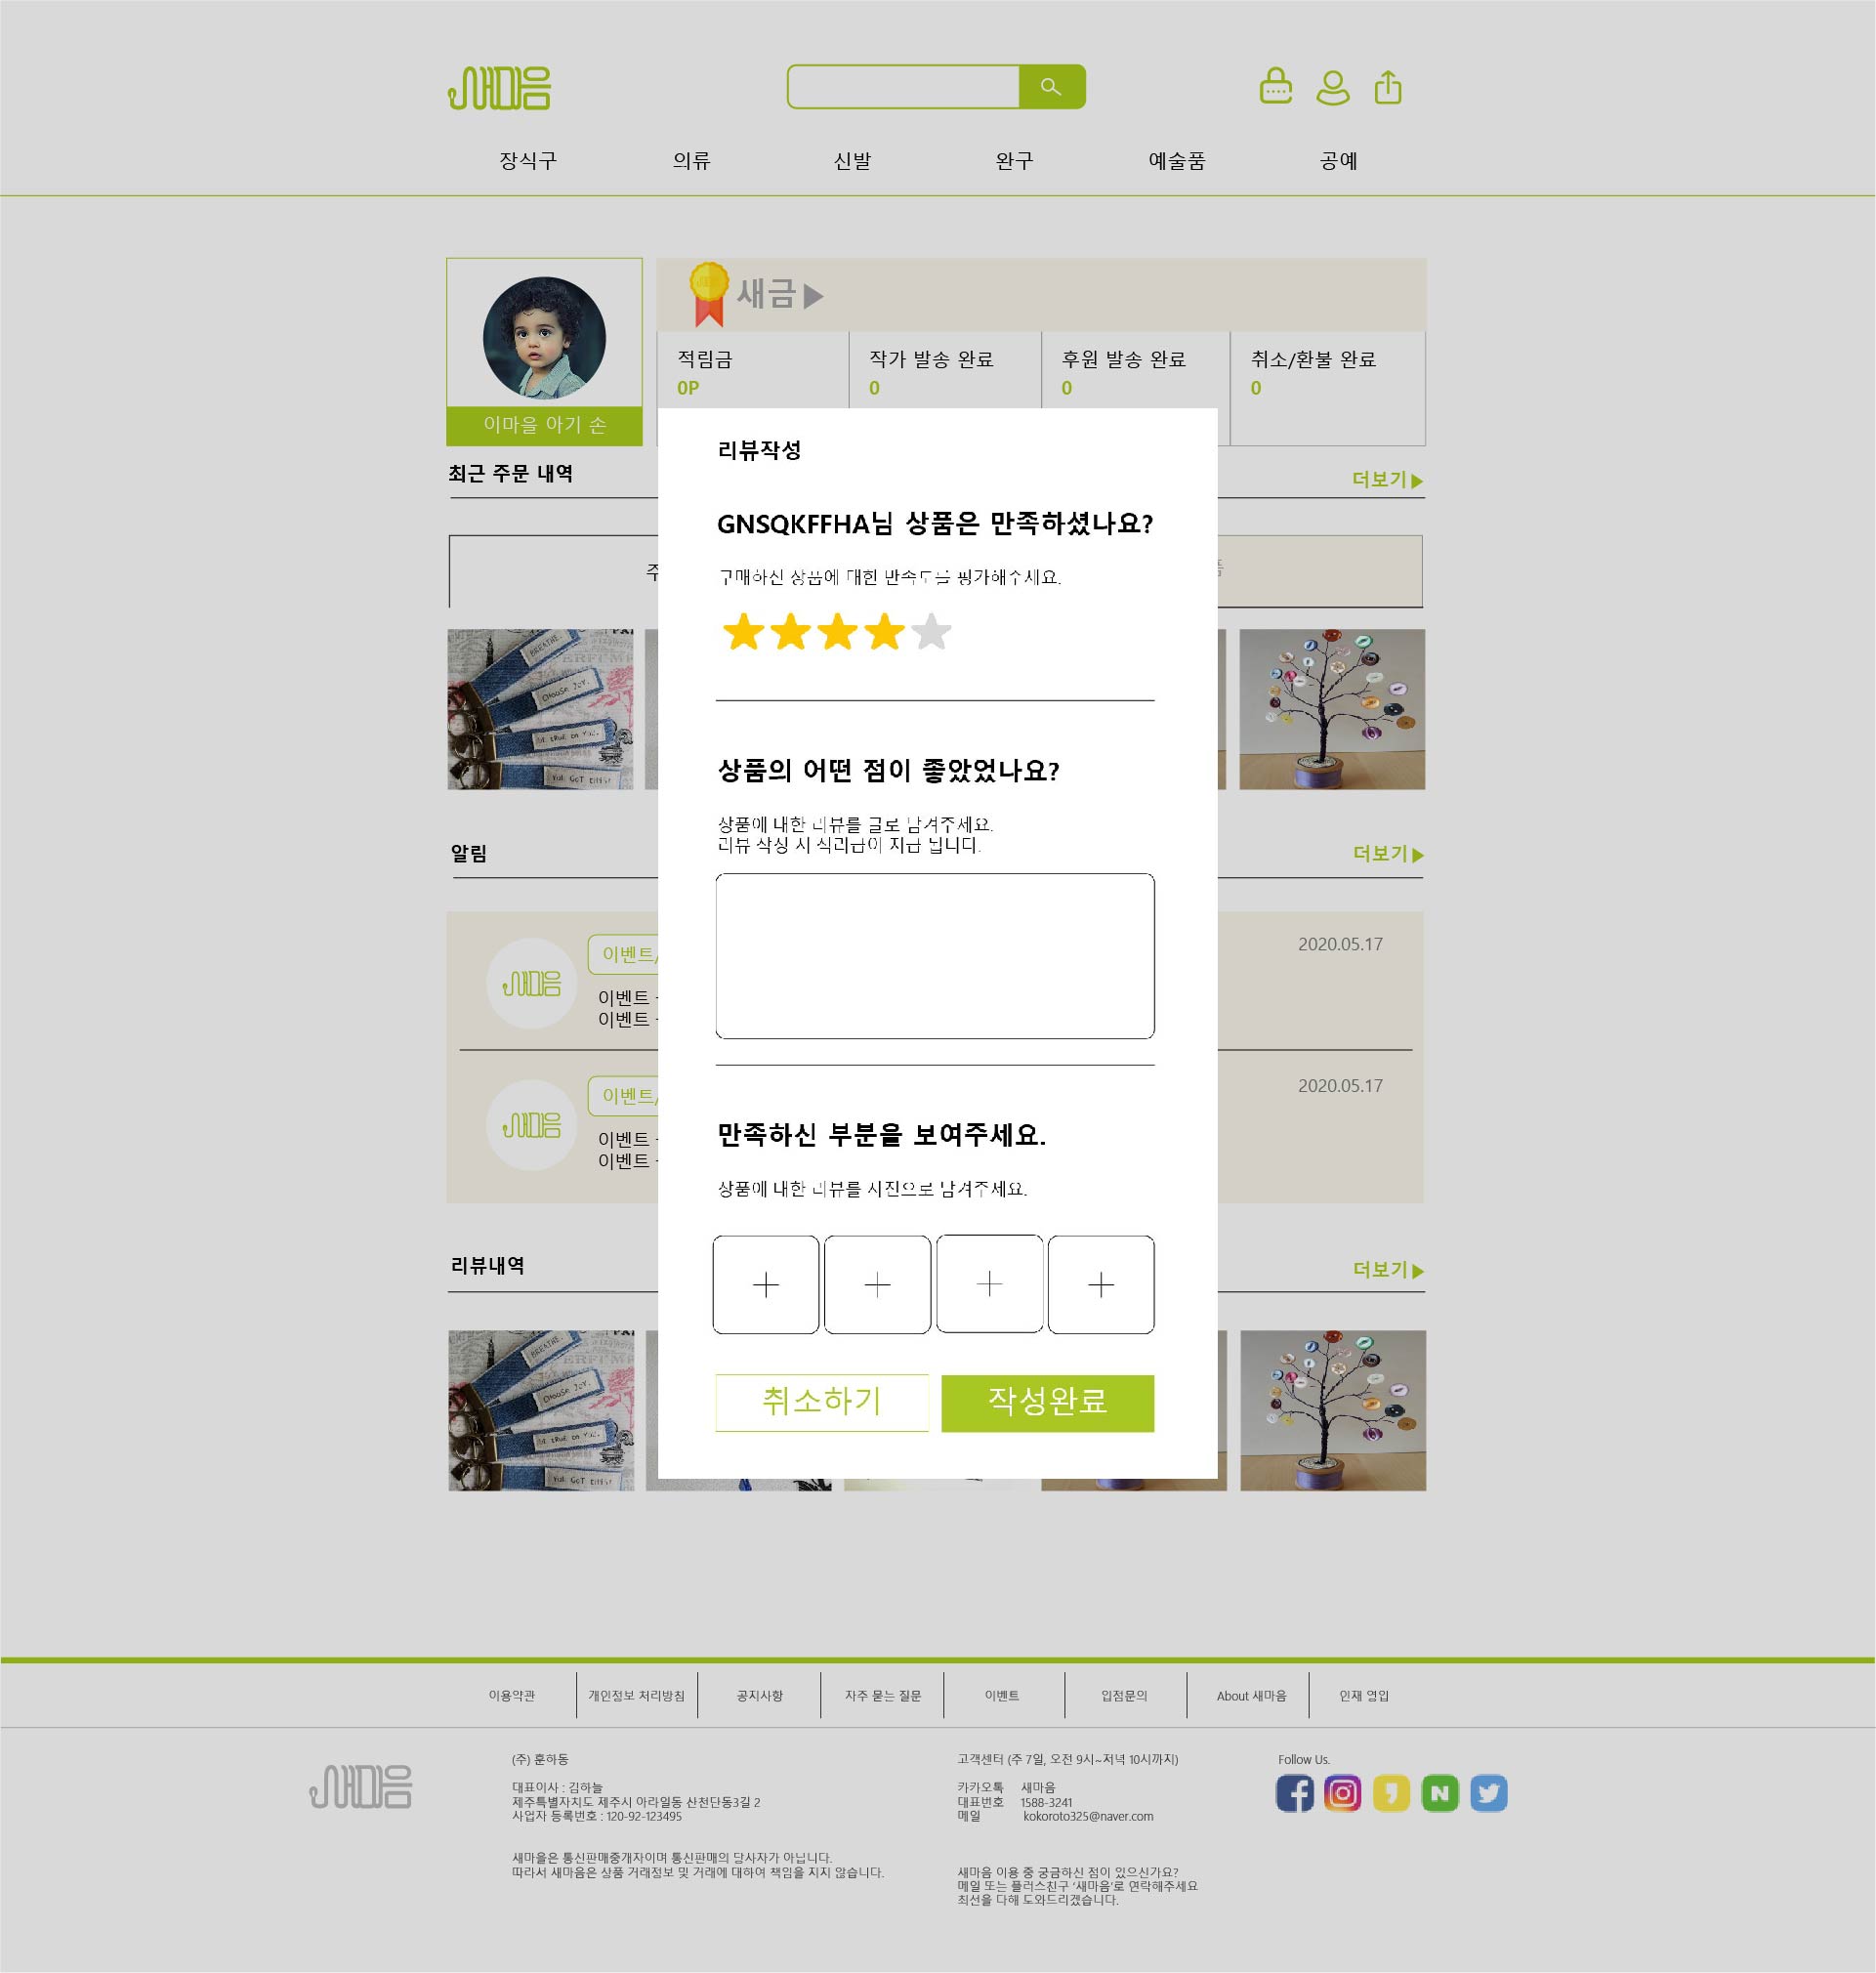 새마음
장식구 의류 신발 완구 예술품 공예
새금
적림금 작가 발송 완료 후원 발송 완료 취소/환불 완료
0P 0 0 0
이마을 아기 손
최근 주문 내역 더보기
리뷰작성
GNSQKFFHA님 상품은 만족하셨나요?
구매하신 상품에 대한 만족도를 평가해주세요.
BREATHE.
CHOOSE JOY.
상품의 어떤 점이 좋았었나요?
상품에 대한 리뷰를 글로 남겨주세요.
리뷰 작성 시 적리금이 지급 됩니다.
알림 더보기
이벤트/ 2020.05.17
이벤트
이벤트
이벤트/ 2020.05.17
이벤트
이벤트
만족하신 부분을 보여주세요.
상품에 대한 리뷰를 사진으로 남겨주세요.
리뷰내역 더보기
BREATHE.
CHOOSE JOY.
취소하기 작성완료
이용약관 개인정보 처리방침 공지사항 자주 묻는 질문 이벤트 입점문의 About 새마음 인재 영입
새마음
(주) 훈하동
대표이사 : 김하늘
제주특별자치도 제주시 아라일동 산천단동3길 2
사업자 등록번호 : 120-92-123495
새마을은 통신판매중개자이며 통신판매의 당사자가 아닙니다.
따라서 새마음은 상품 거래정보 및 거래에 대하여 책임을 지지 않습니다.
고객센터 (주 7일, 오전 9시~저녁 10시까지)
카카오톡 새마음
대표번호 1588-3241
메일 kokoroto325@naver.com
새마음 이용 중 궁금하신 점이 있으신가요?
메일 또는 플러스친구 '새마음'로 연락해주세요
최선을 다해 도와드리겠습니다.
Follow Us.